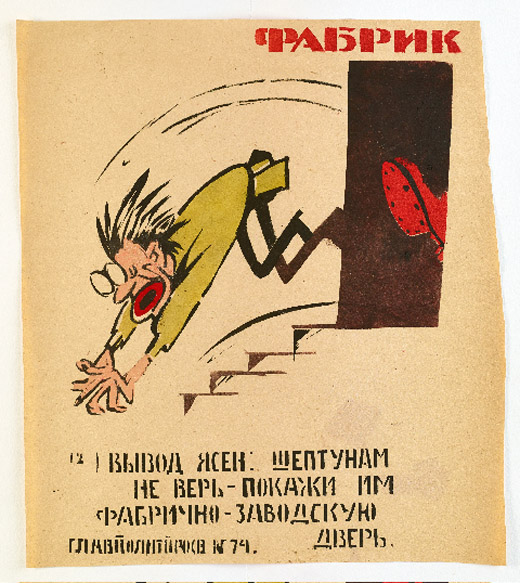 ФАБРИК
12) ВЫВОД ЯСЕН: ШЕПТУНАМ
НЕ ВЕРЬ-ПОКАЖИ ИМ
ФАБРИЧНО-ЗАВОДСКУЮ
ДВЕРЬ.
ГЛАВПОЛИТПРОСВ № 74.